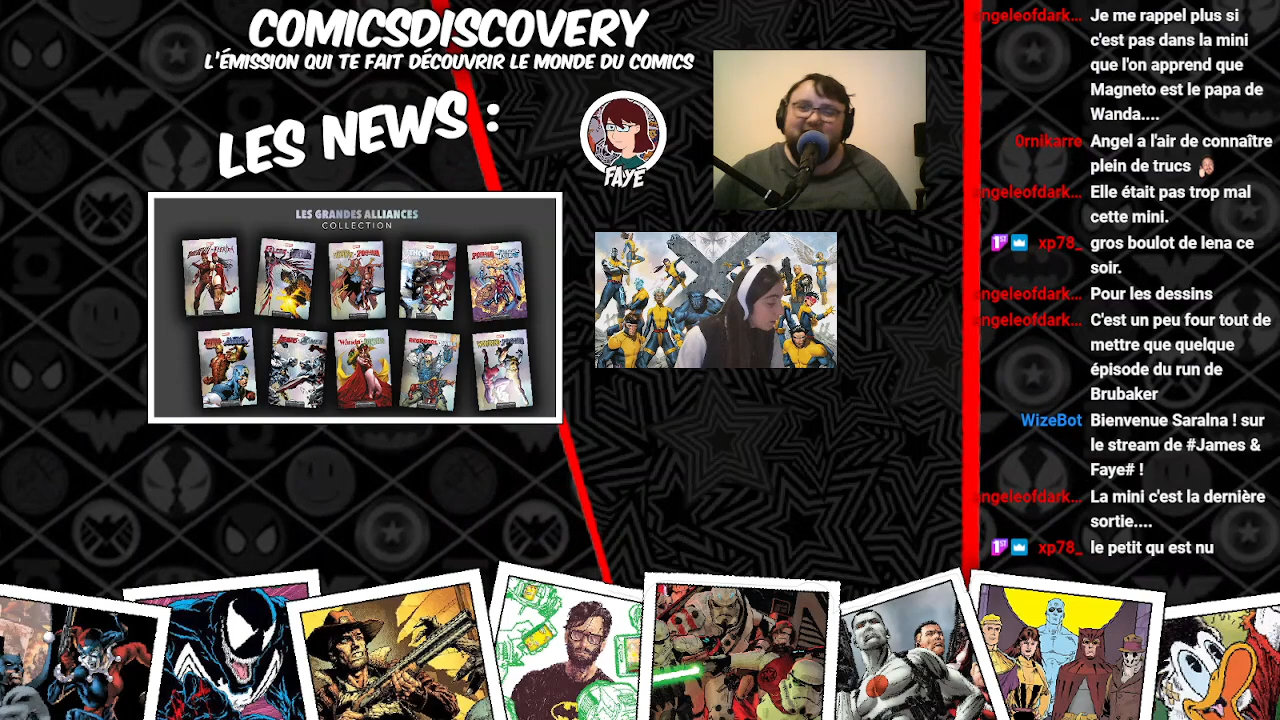 COMICSDISCOVERY
L'ÉMISSION QUI TE FAIT DÉCOUVRIR LE MONDE DU COMICS
LES NEWS :
FAYE
LES GRANDES ALLIANCES
COLLECTION
ngeleofdark... Je me rappel plus si
c'est pas dans la mini
que l'on apprend que
Magneto est le papa de
Wanda....
0rnikarre Angel a l'air de connaître
plein de trucs
ngeleofdark... Elle était pas trop mal
cette mini.
1ST xp78_ gros boulot de lena ce
soir.
ngeleofdark... Pour les dessins
ngeleofdark... C'est un peu four tout de
mettre que quelque
épisode du run de
Brubaker
WizeBot Bienvenue Saralna ! sur
le stream de #James &
Faye# !
ngeleofdark... La mini c'est la dernière
sortie....
1ST xp78_ le petit qu est nu